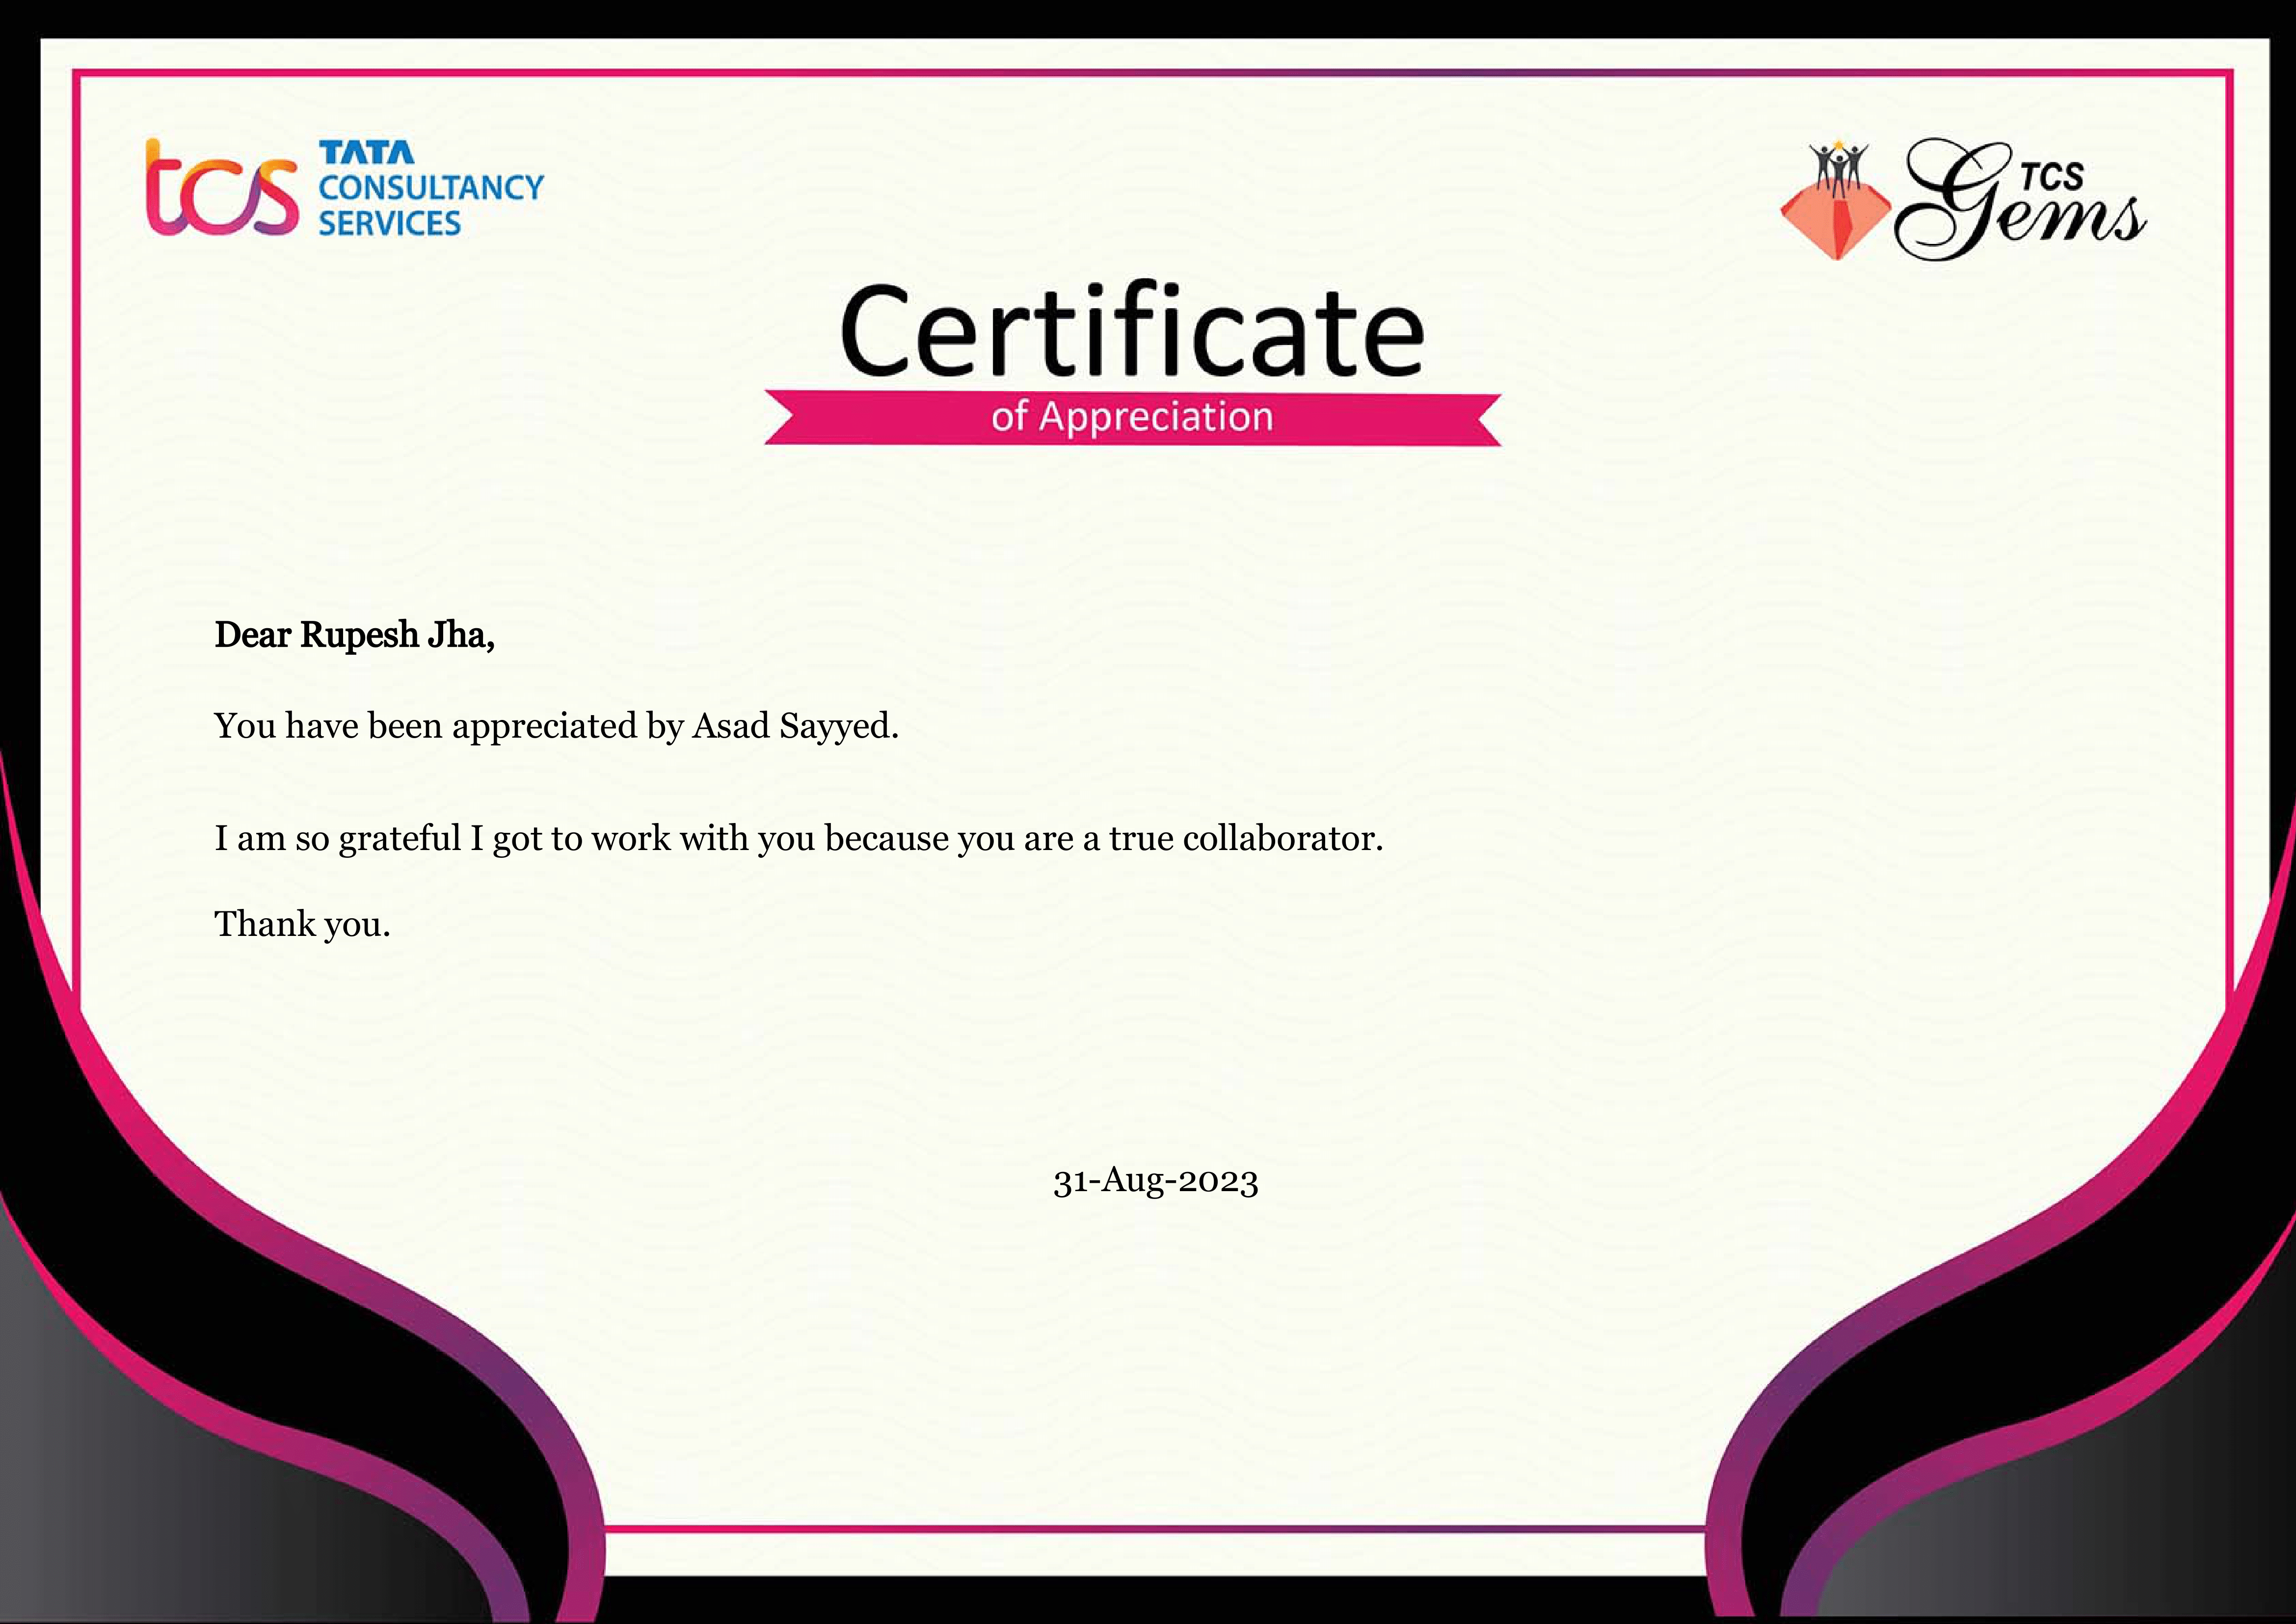 tcs TATA
CONSULTANCY
SERVICES
TCS
Gems
Certificate
of Appreciation
Dear Rupesh Jha,
You have been appreciated by Asad Sayyed.
I am so grateful I got to work with you because you are a true collaborator.
Thank you.
31-Aug-2023